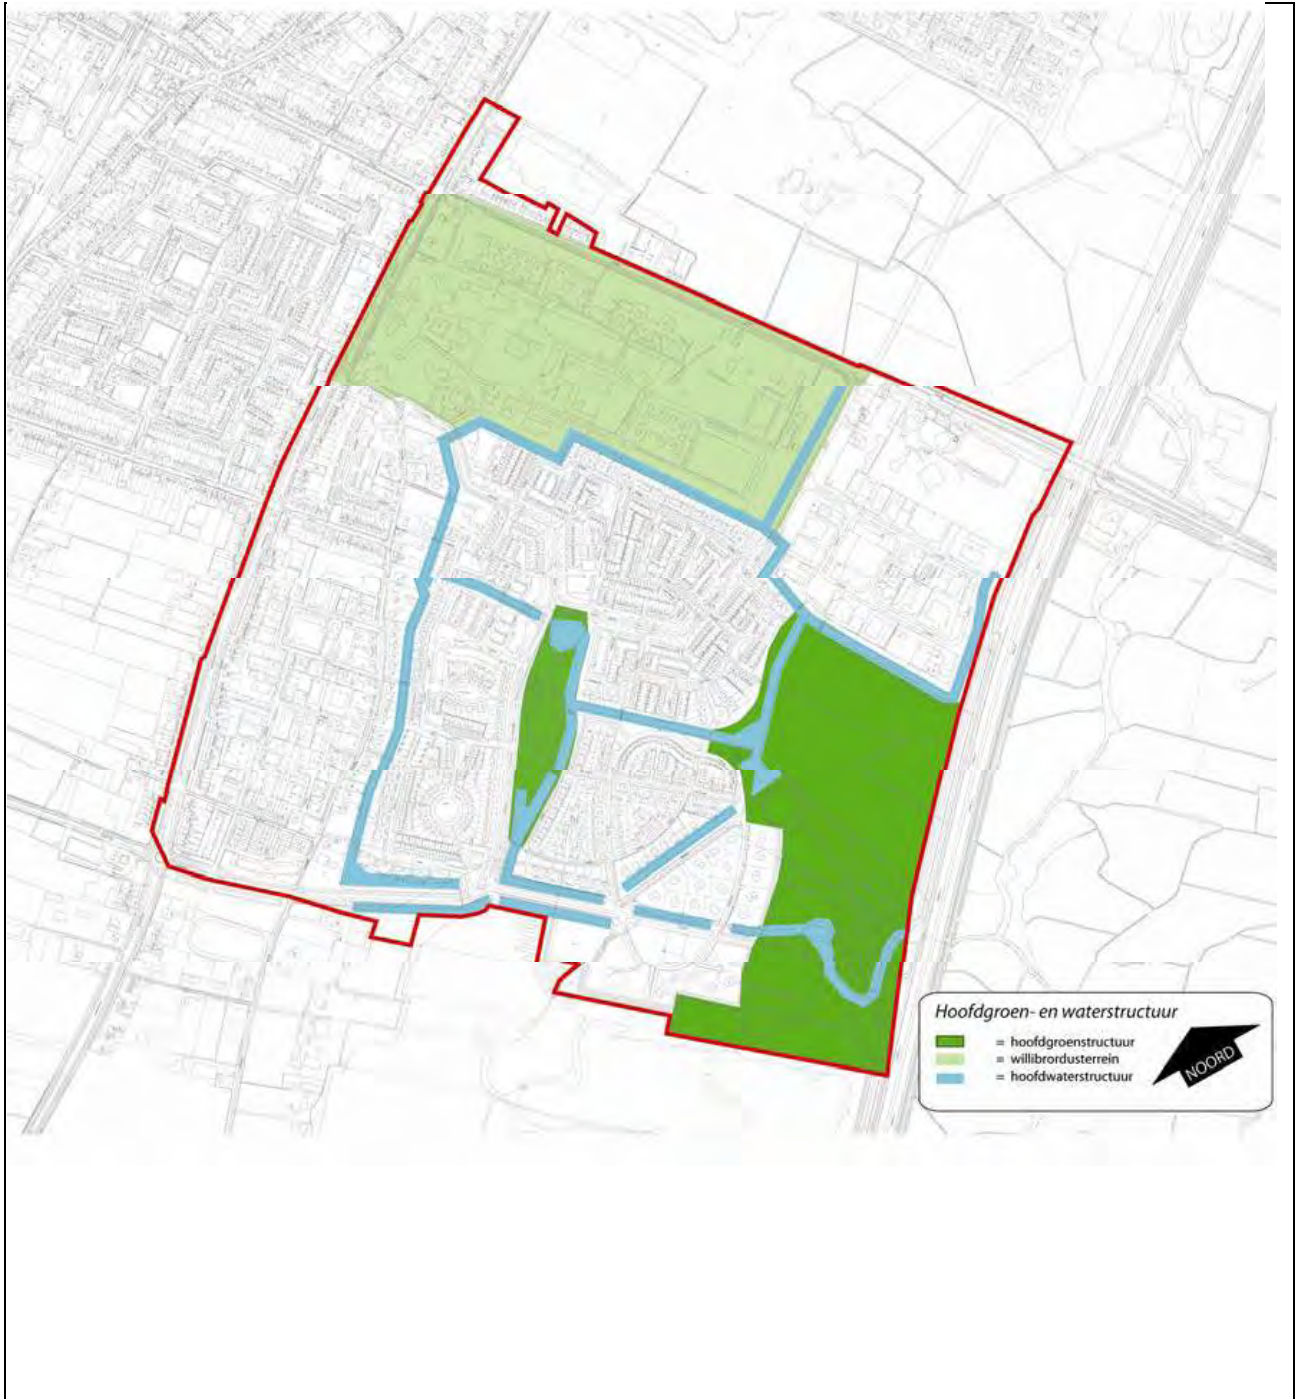 Hoofdgroen- en waterstructuur
= hoofdgroenstructuur
= willibrordusterrein
= hoofdwaterstructuur
NOORD